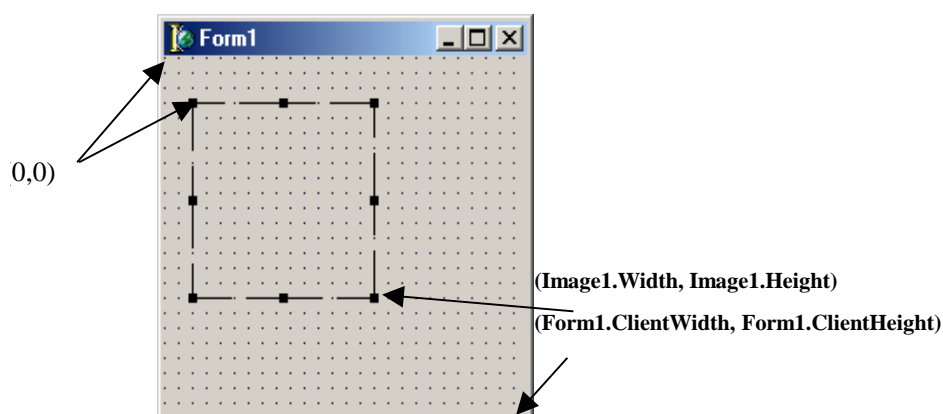 Form1
0,0)
(Image1.Width, Image1.Height)
(Form1.ClientWidth, Form1.ClientHeight)